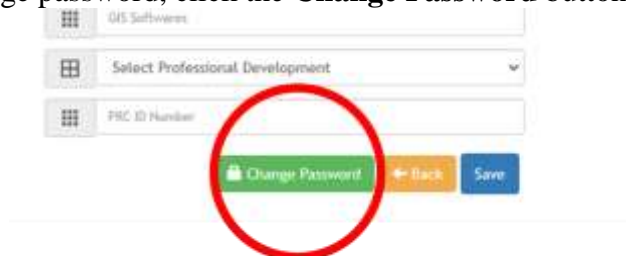 ge password, click the Change Password button
GIS Softwares
Select Professional Development
PRC ID Number
Change Password
Back
Save